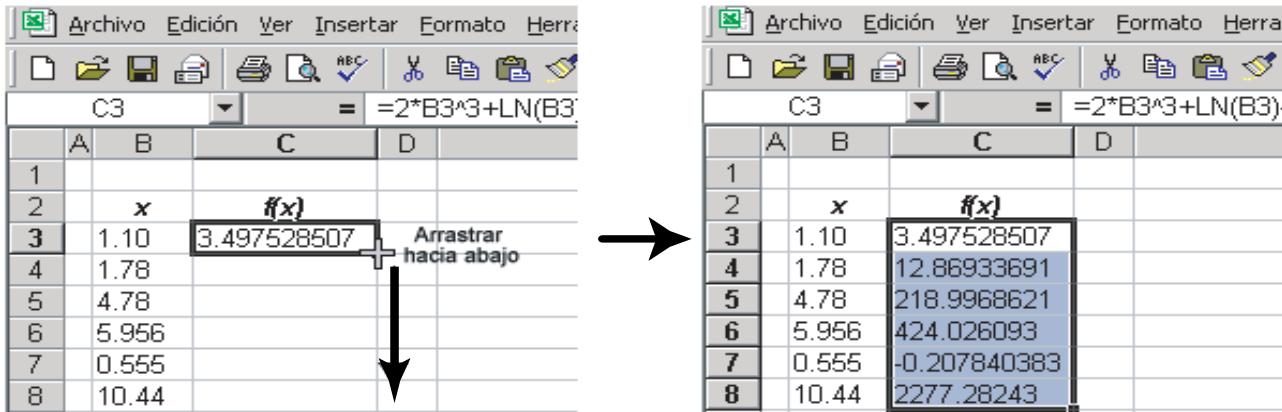 Archivo Edición Ver Insertar Formato Herra
ABC
C3 = =2*B3^3+LN(B3)
A B C D
1
2 x f(x)
3 1.10 3.497528507
Arrastrar
hacia abajo
4 1.78
5 4.78
6 5.956
7 0.555
8 10.44
Archivo Edición Ver Insertar Formato Herra
ABC
C3 = =2*B3^3+LN(B3)
A B C D
1
2 x f(x)
3 1.10 3.497528507
4 1.78 12.86933691
5 4.78 218.9968621
6 5.956 424.026093
7 0.555 -0.207840383
8 10.44 2277.28243